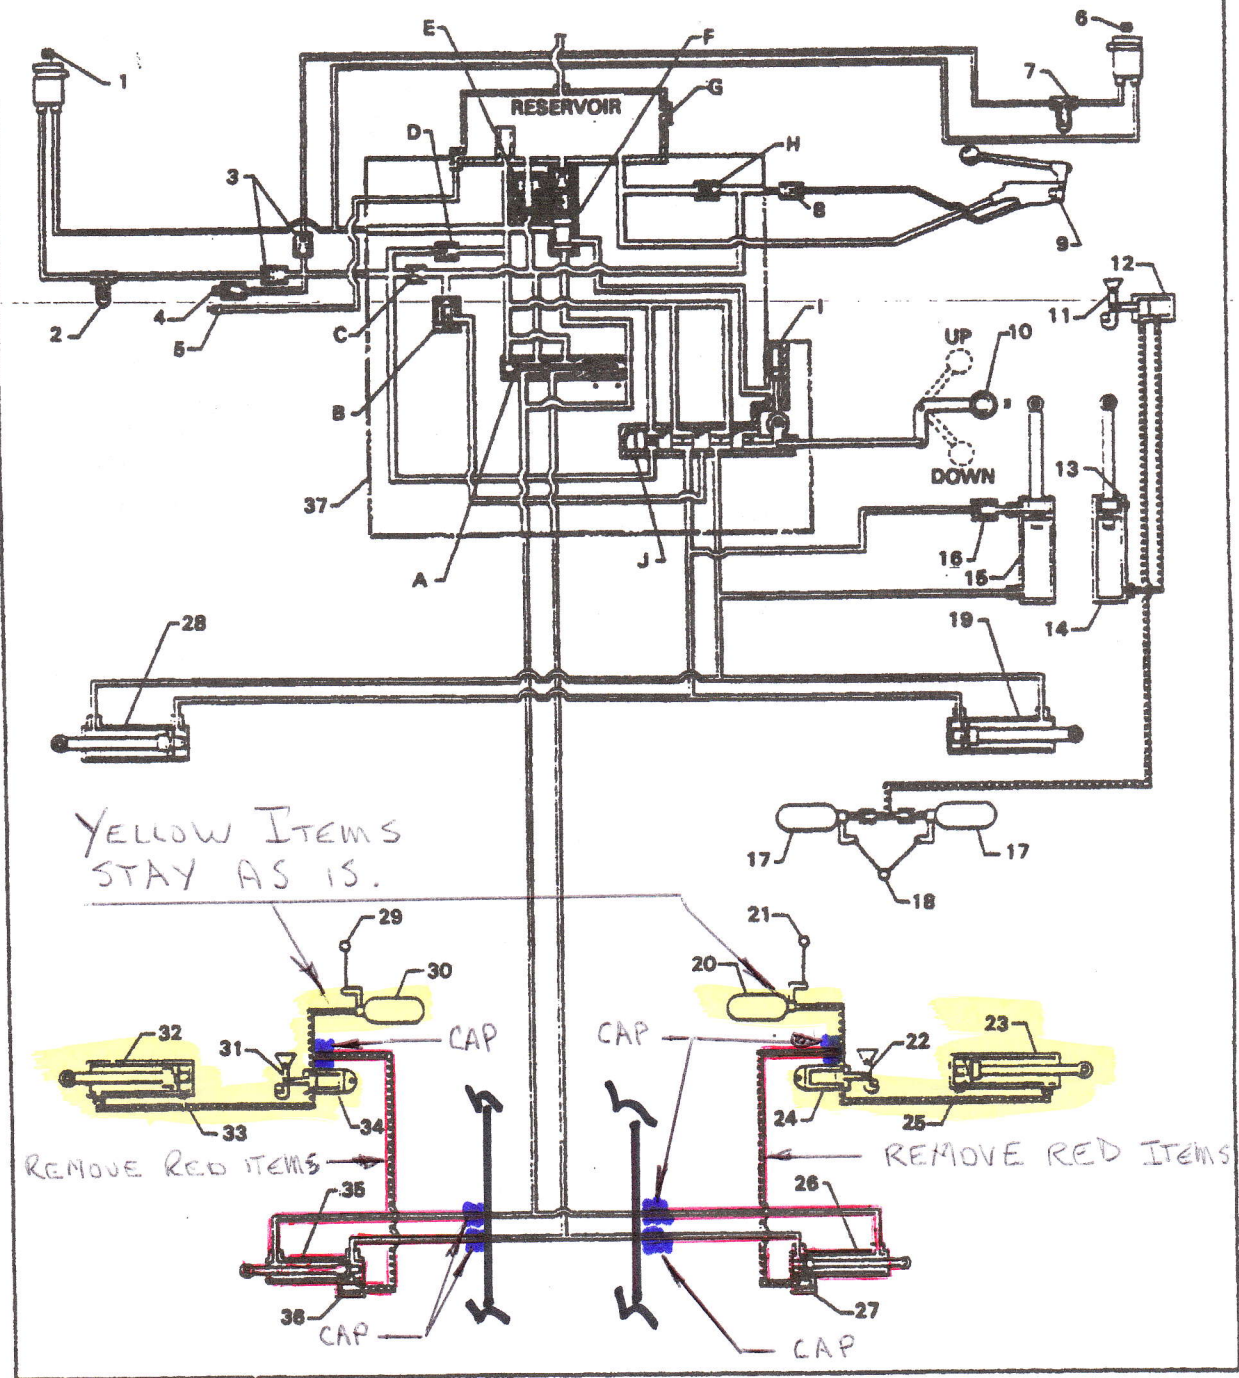 E
F
6
1
7
RESERVOIR
G
D
H
3
8
9
12
C
4
5
2
11
I
UP
10
B
DOWN
13
37
A
J
16
15
14
28
19
YELLOW ITEMS
STAY AS IS.
17
17
18
29
21
30
20
32
31
CAP
CAP
22
23
33
34
24
25
REMOVE RED ITEMS
REMOVE RED ITEMS
35
26
36
27
CAP
CAP